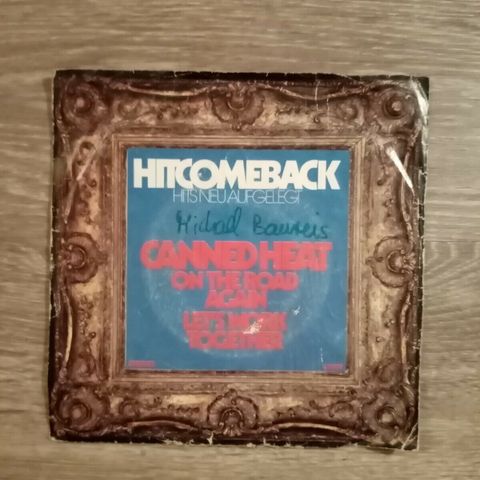 HITCOMEBACK
HITS NEU AUFGELEGT
Michael
CANNED HEAT
ON THE ROAD
AGAIN
LET'S WORK
TOGETHER